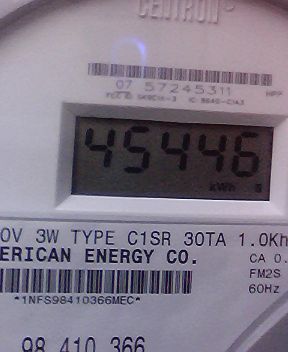 CENTRON
07 57245311
HPP
45446
kWh
0V 3W TYPE C1SR 30TA 1.0Kh
ERICAN ENERGY CO.
CA 0.
FM2S
60Hz
*1NFS98410366MEC*
98 410 366